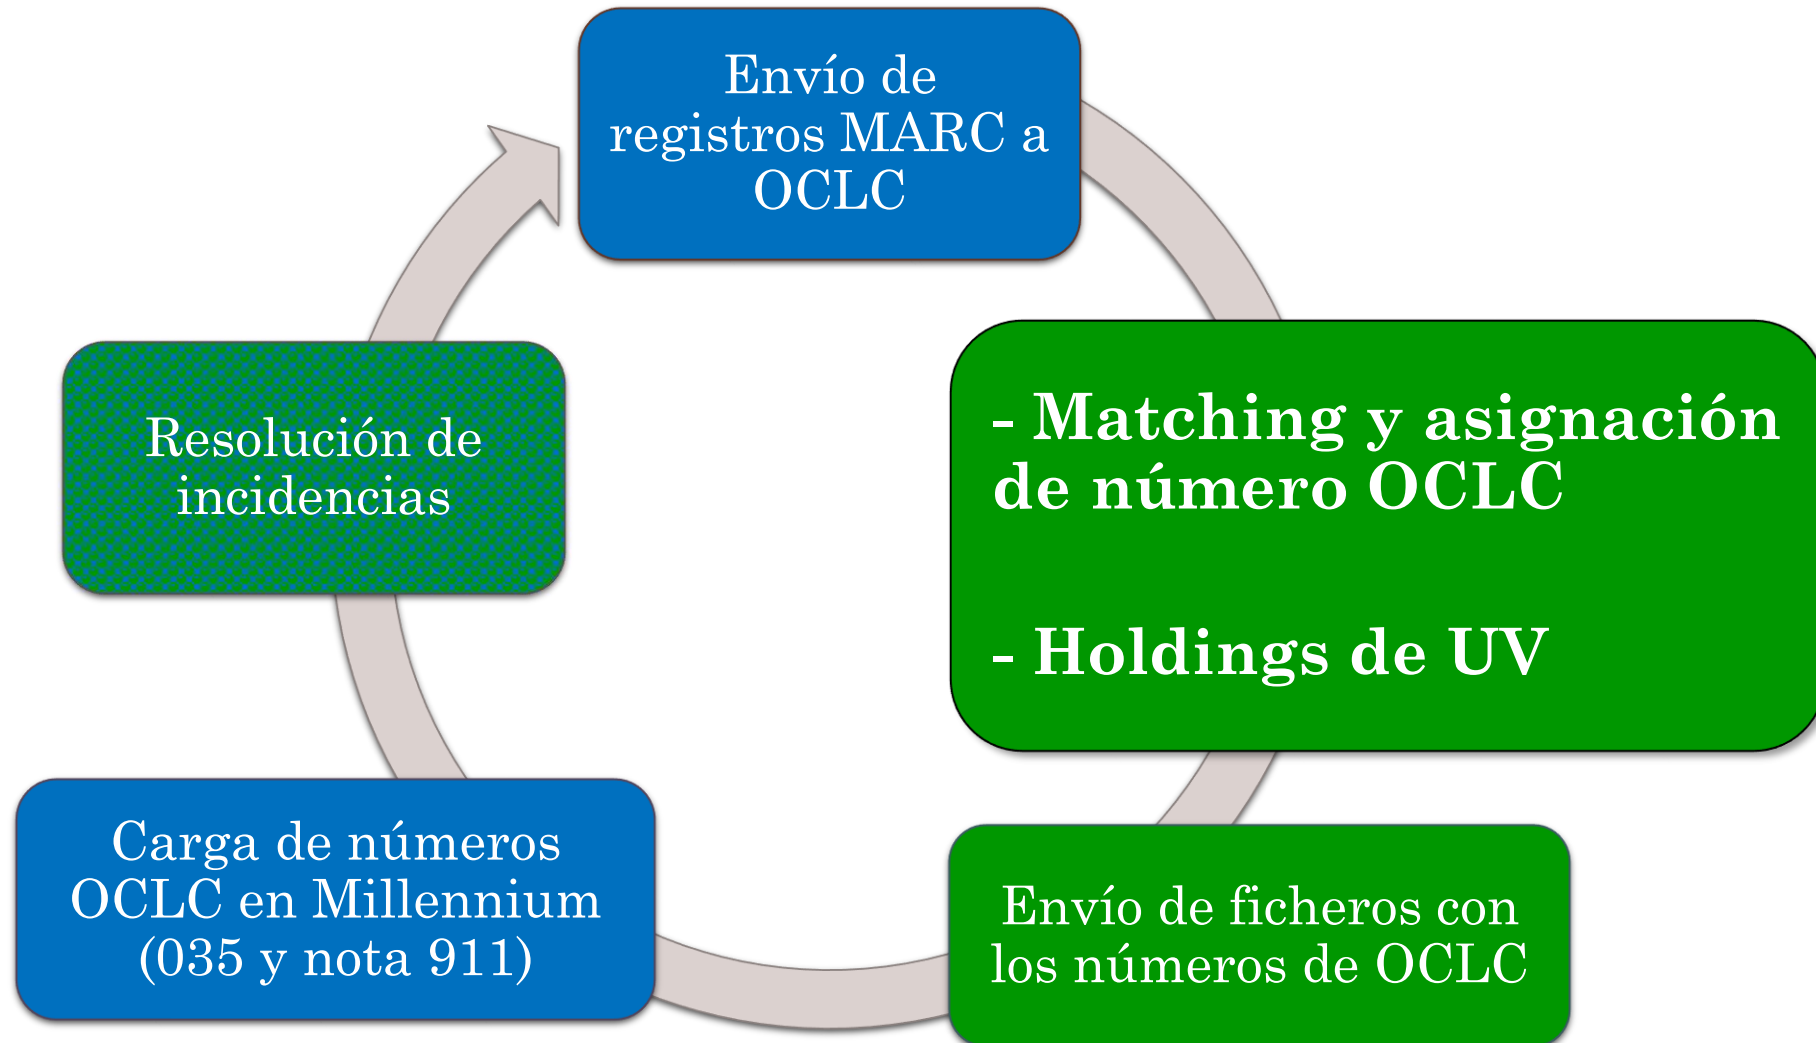 Envío de
registros MARC a
OCLC
- Matching y asignación
de número OCLC
- Holdings de UV
Envío de ficheros con
los números de OCLC
Carga de números
OCLC en Millennium
(035 y nota 911)
Resolución de
incidencias